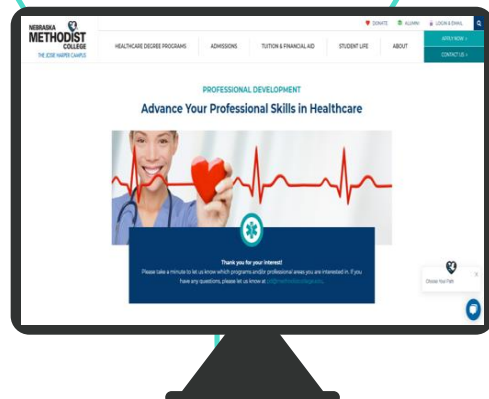 DONATE ALUMNI LOGIN & EMAIL
NEBRASKA
METHODIST
COLLEGE
THE JOSIE HARPER CAMPUS
HEALTHCARE DEGREE PROGRAMS ADMISSIONS TUITION & FINANCIAL AID STUDENT LIFE ABOUT
APPLY NOW >
CONTACT US >
PROFESSIONAL DEVELOPMENT
Advance Your Professional Skills in Healthcare
Thank you for your interest!
Please take a minute to let us know which programs and/or professional areas you are interested in. If you
have any questions, please let us know at
Choose Your Path
X